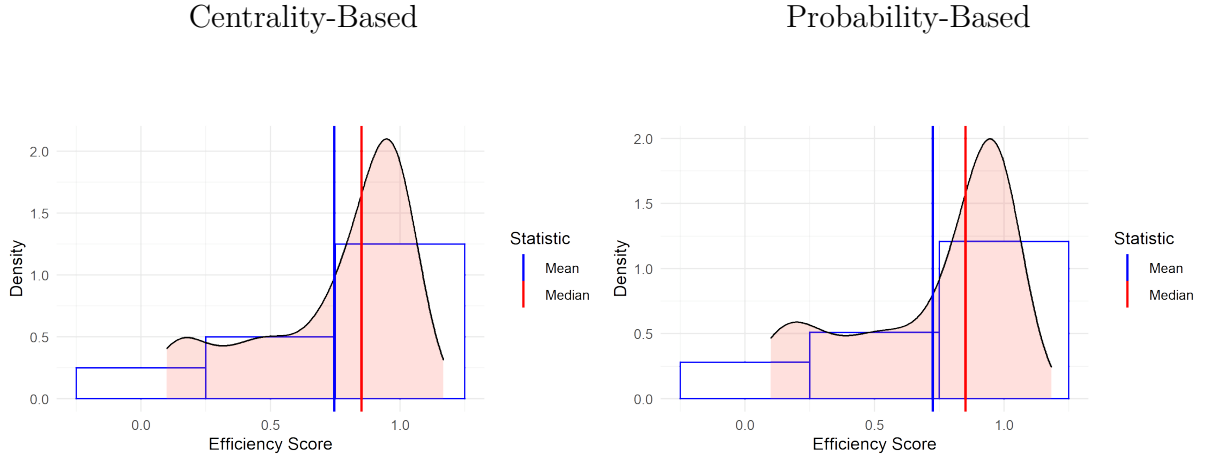 Centrality-Based
Probability-Based
2.0
1.5
1.0
0.5
0.0
Density
0.0 0.5 1.0
Efficiency Score
Statistic
Mean
Median
2.0
1.5
1.0
0.5
0.0
Density
0.0 0.5 1.0
Efficiency Score
Statistic
Mean
Median